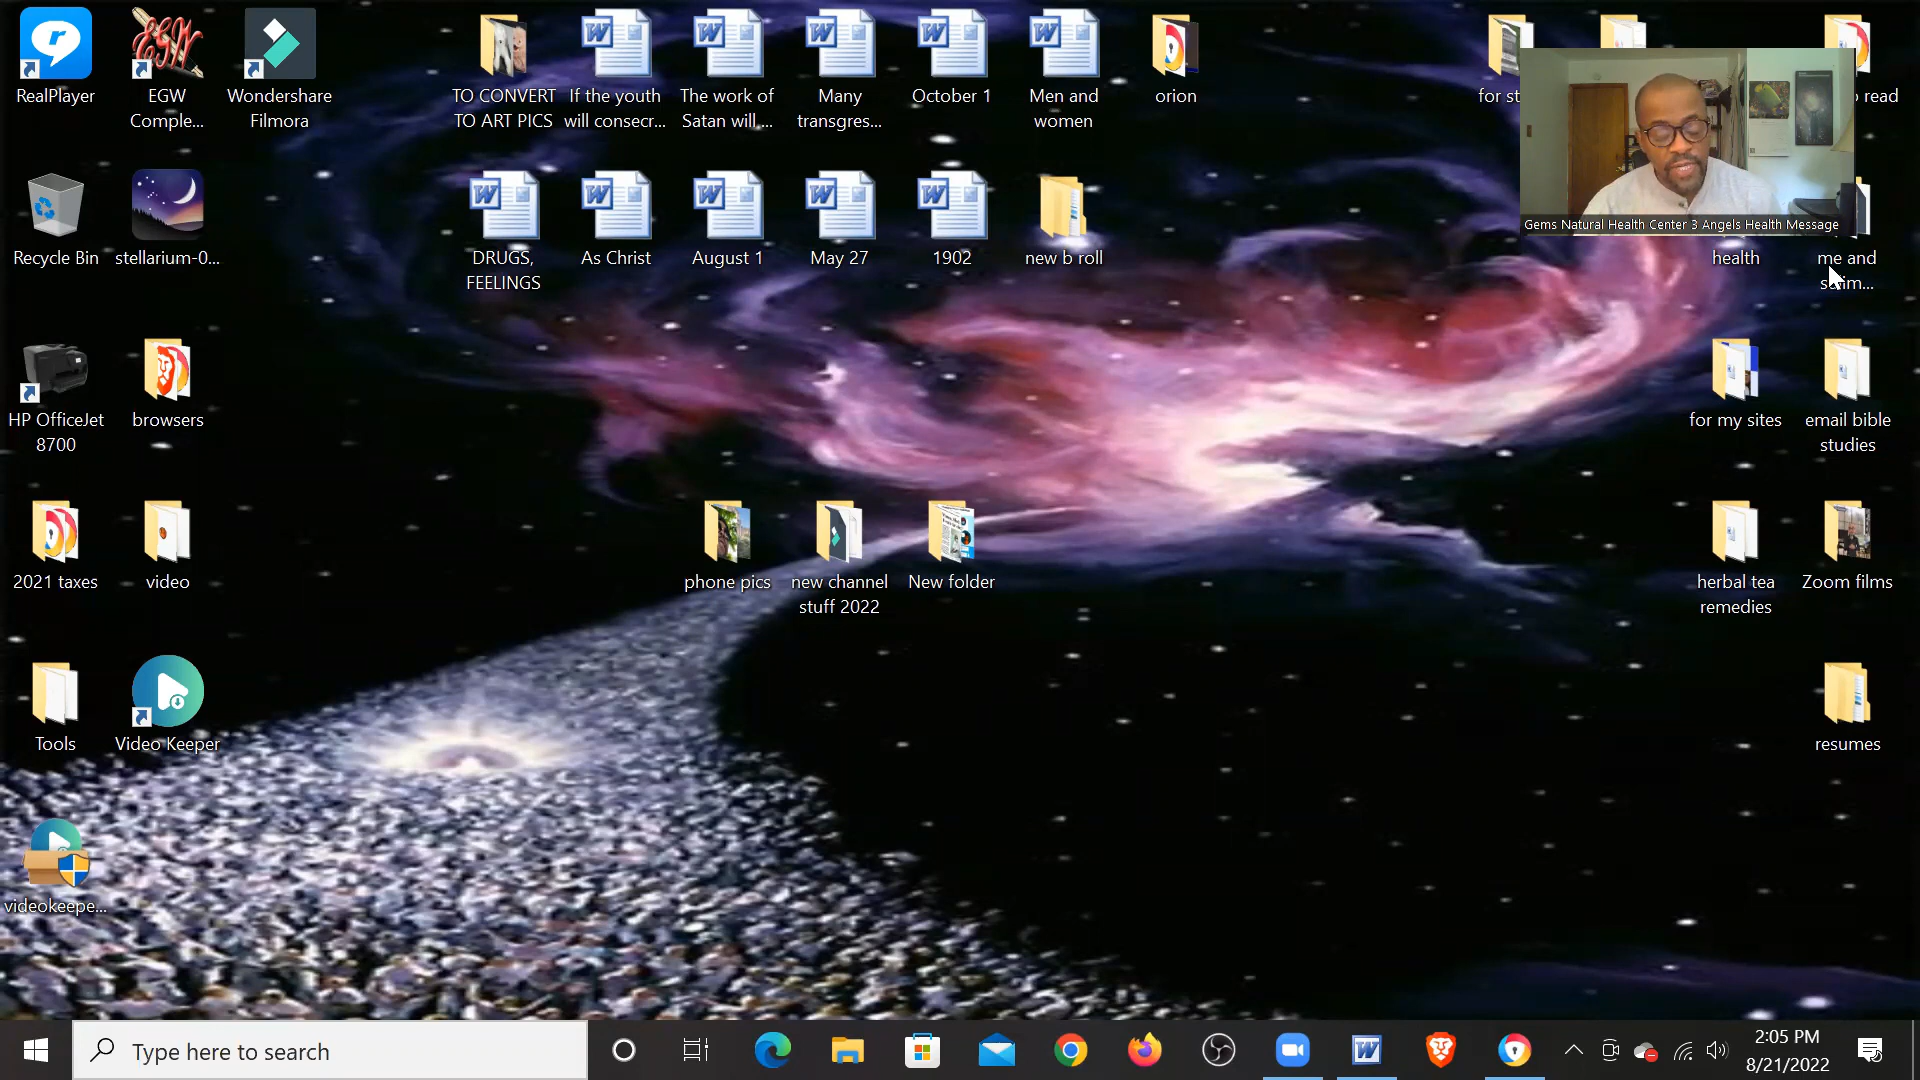 RealPlayer
EGW
Comple...
Wondershare
Filmora
TO CONVERT
TO ART PICS
If the youth
will consecr...
The work of
Satan will ...
Many
transgres...
October 1
Men and
women
orion
for st
read
Gems Natural Health Center 3 Angels Health Message
Recycle Bin
stellarium-0...
DRUGS,
FEELINGS
As Christ
August 1
May 27
1902
new b roll
health
me and
HP OfficeJet
8700
browsers
for my sites
email bible
studies
2021 taxes
video
phone pics
new channel
stuff 2022
New folder
herbal tea
remedies
Zoom films
Tools
Video Keeper
resumes
videokeepe...
Type here to search
2:05 PM
8/21/2022